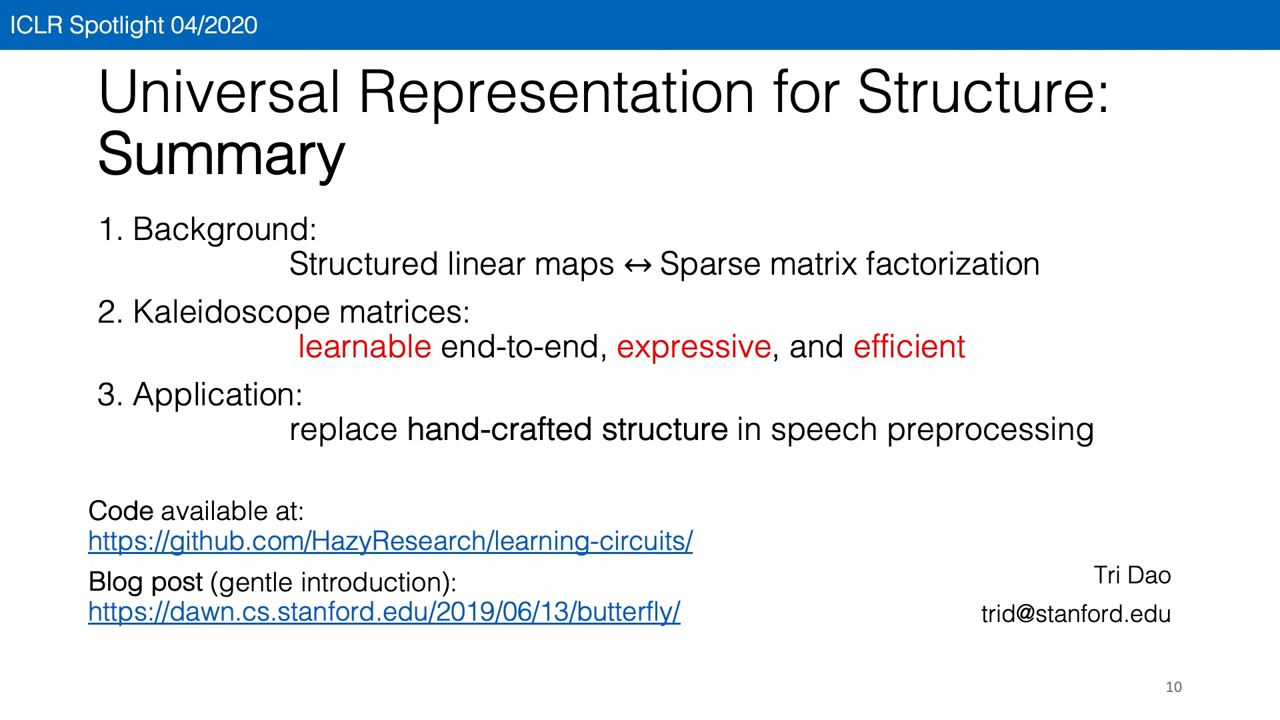 ICLR Spotlight 04/2020
Universal Representation for Structure:
Summary
1. Background:
Structured linear maps ↔ Sparse matrix factorization
2. Kaleidoscope matrices:
learnable end-to-end, expressive, and efficient
3. Application:
replace hand-crafted structure in speech preprocessing
Code available at:
https://github.com/HazyResearch/learning-circuits/
Blog post (gentle introduction):
https://dawn.cs.stanford.edu/2019/06/13/butterfly/
Tri Dao
trid@stanford.edu
10